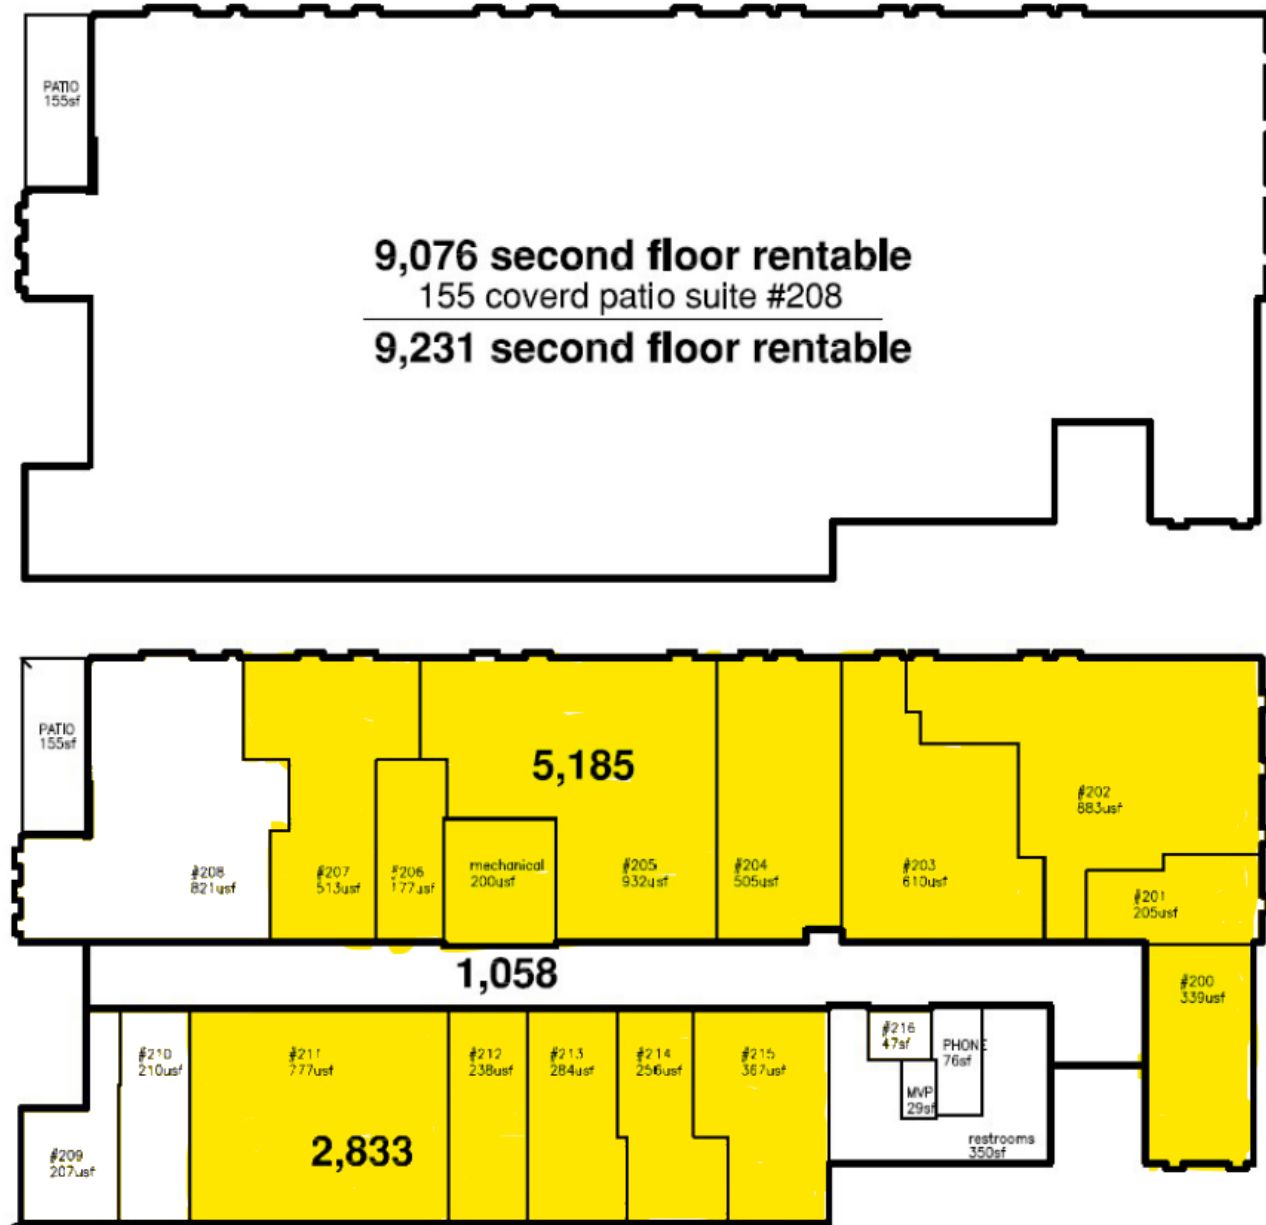 PATIO
155sf
9,076 second floor rentable
155 coverd patio suite #208
9,231 second floor rentable
PATIO
155sf
5,185
#202
883usf
#208
821usf
#207
513usf
#206
177usf
mechanical
200usf
#205
932usf
#204
505usf
#203
610usf
#201
205usf
1,058
#200
339usf
#210
210usf
#211
777usf
#212
238usf
#213
284usf
#214
256usf
#215
367usf
#216
47sf
PHONE
76sf
MVP
29sf
2,833
restrooms
350sf
#209
207usf